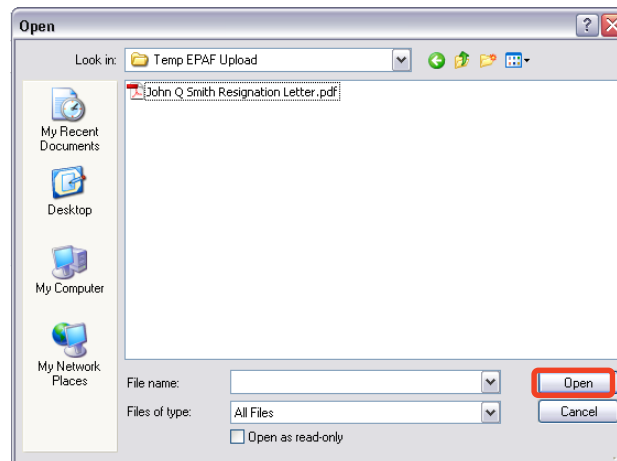 Open
Look in: Temp EPAF Upload
John Q Smith Resignation Letter.pdf
My Recent
Documents
Desktop
My Computer
My Network
Places
File name: Open
Files of type: All Files Cancel
Open as read-only